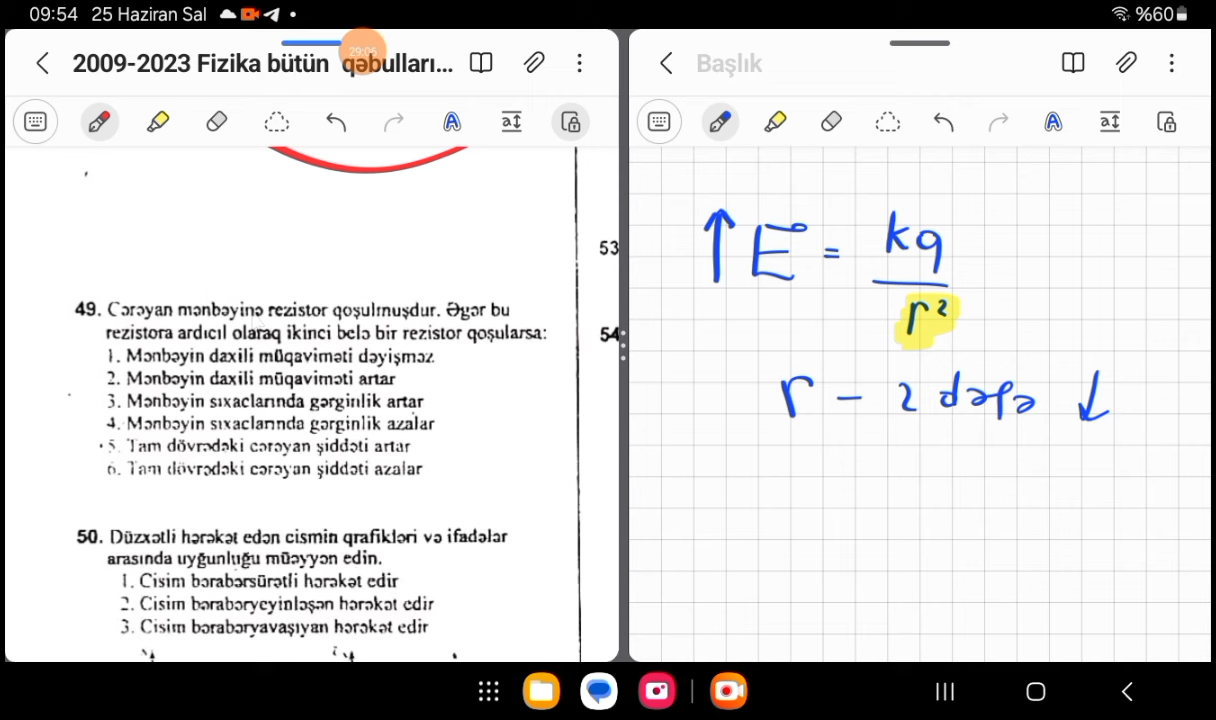 09:54 25 Haziran Sal
%60
29:06
2009-2023 Fizika bütün qəbulları...
Başlık
53
49. Cərəyan mənbəyinə rezistor qoşulmuşdur. Əgər bu
rezistora ardıcıl olaraq ikinci belə bir rezistor qoşularsa:
1. Mənbəyin daxili müqaviməti dəyişməz
2. Mənbəyin daxili müqaviməti artar
3. Mənbəyin sıxaclarında gərginlik artar
4. Mənbəyin sıxaclarında gərginlik azalar
5. Tam dövrədəki cərəyan şiddəti artar
6. Tam dövrədəki cərəyan şiddəti azalar
54
50. Düzxətli hərəkət edən cismin qrafikləri və ifadələr
arasında uyğunluğu müəyyən edin.
1. Cisim bərabərsürətli hərəkət edir
2. Cisim bərabəryeyinləşən hərəkət edir
3. Cisim bərabəryavaşıyan hərəkət edir
↑ E = kq
r²
r - 2 dəfə ↓